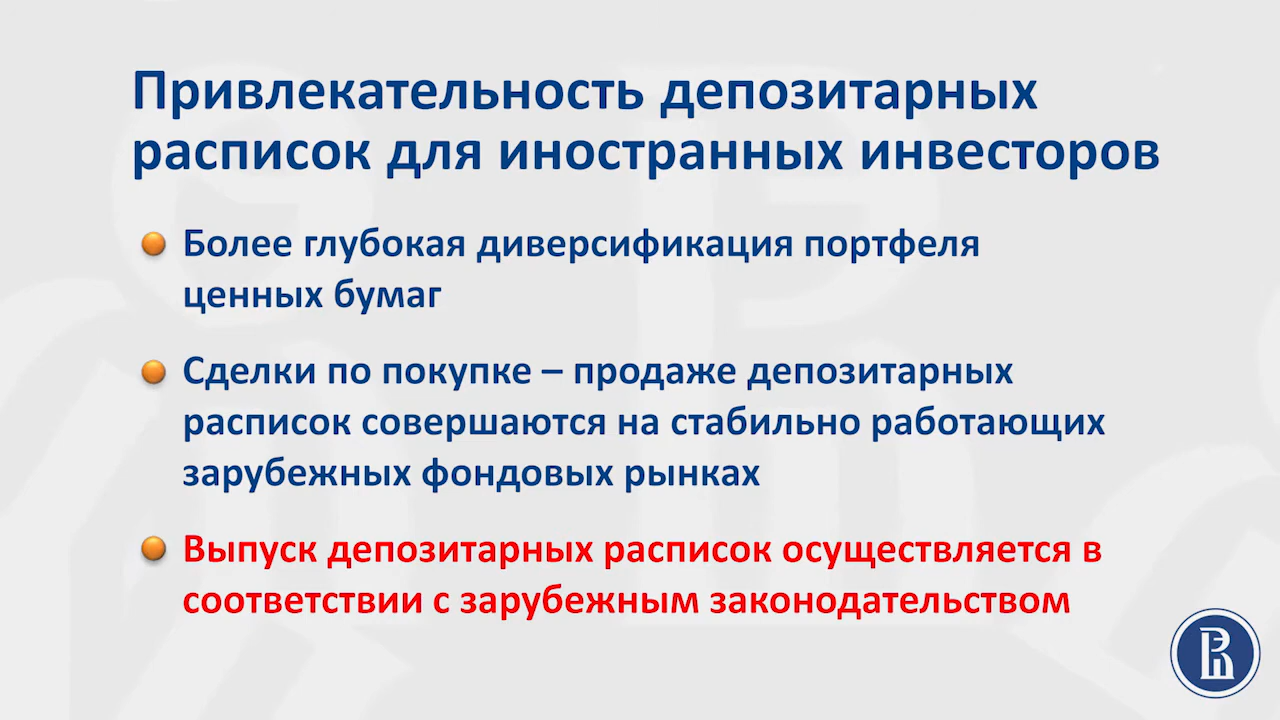 Привлекательность депозитарных
расписок для иностранных инвесторов
Более глубокая диверсификация портфеля
ценных бумаг
Сделки по покупке – продаже депозитарных
расписок совершаются на стабильно работающих
зарубежных фондовых рынках
Выпуск депозитарных расписок осуществляется в
соответствии с зарубежным законодательством